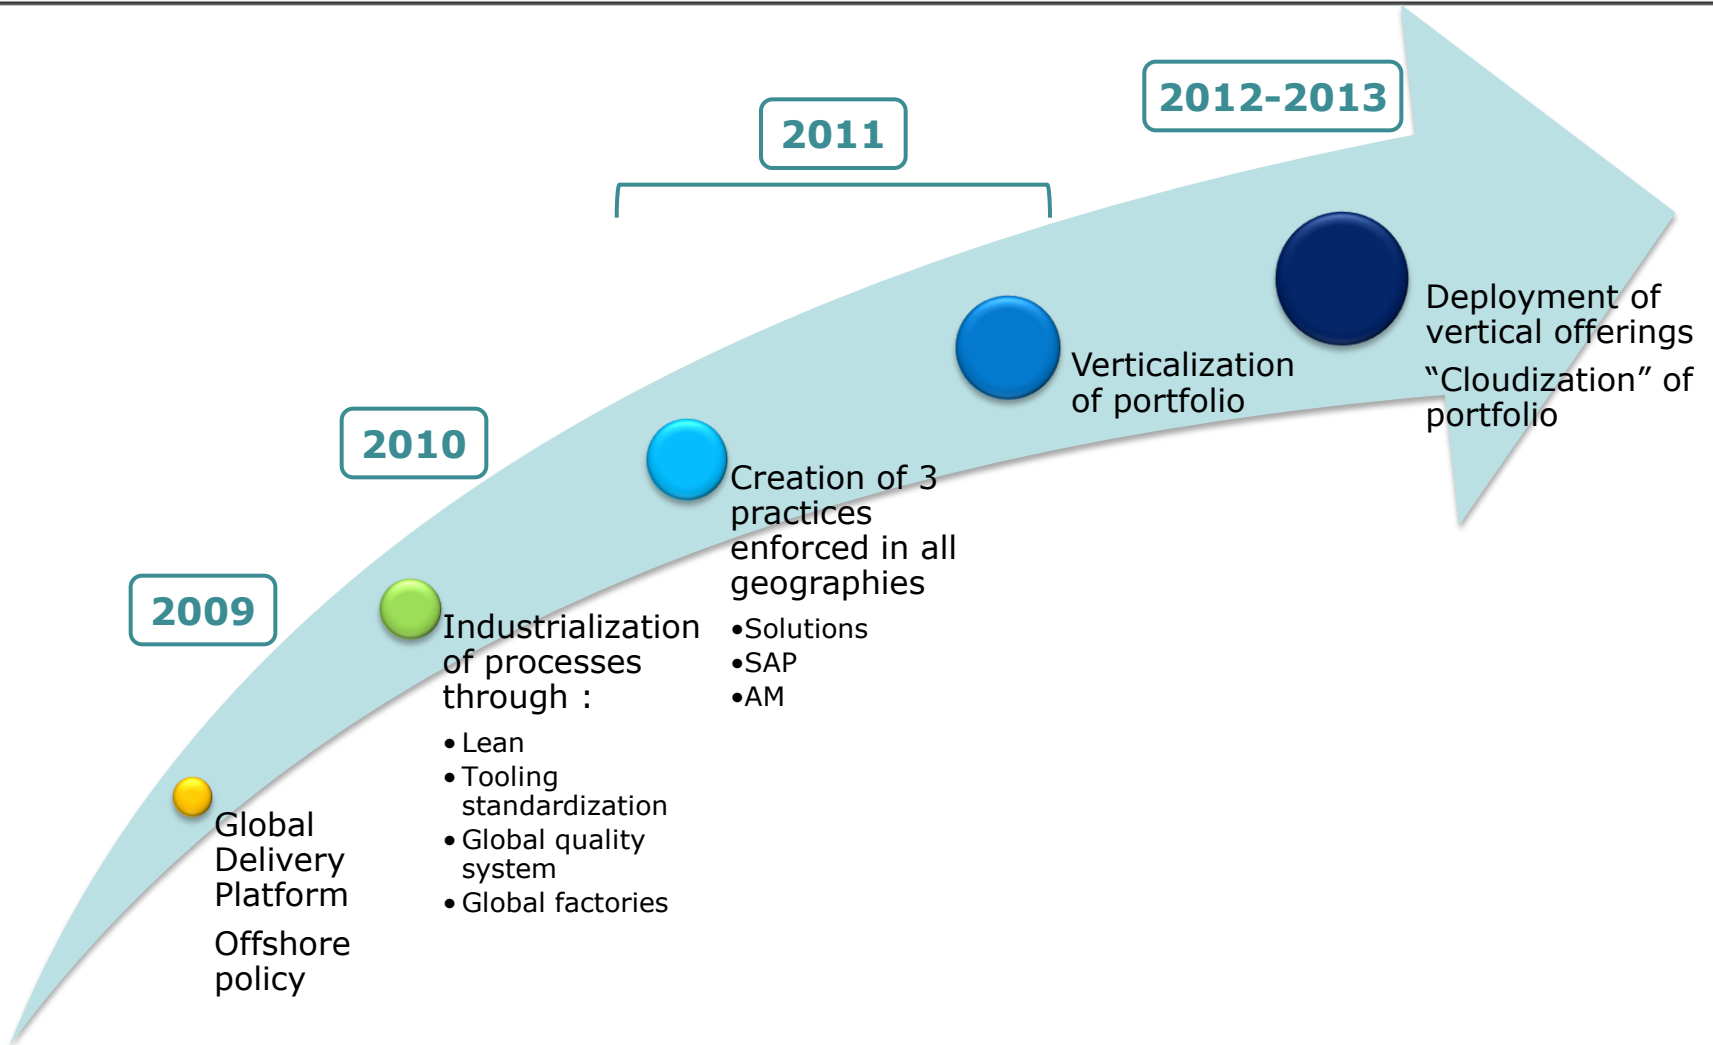 2012-2013
2011
2010
2009
Deployment of
vertical offerings
“Cloudization” of
portfolio
Verticalization
of portfolio
Creation of 3
practices
enforced in all
geographies
•Solutions
•SAP
•AM
Industrialization
of processes
through :
• Lean
• Tooling
standardization
• Global quality
system
• Global factories
Global
Delivery
Platform
Offshore
policy